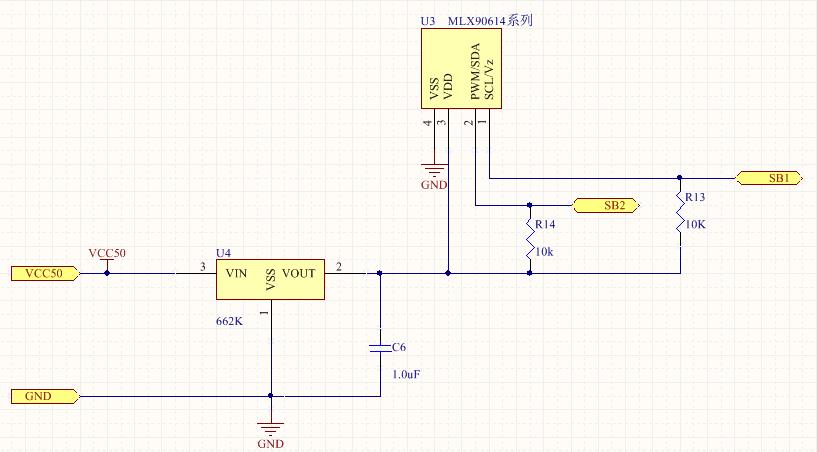 U3 MLX90614系列
VSS
VDD
PWM/SDA
SCL/Vz
4
3
2
1
GND
SB1
R13
10K
SB2
R14
10k
VCC50
VCC50
U4
3
VIN
VSS
VOUT
2
1
662K
C6
1.0uF
GND
GND